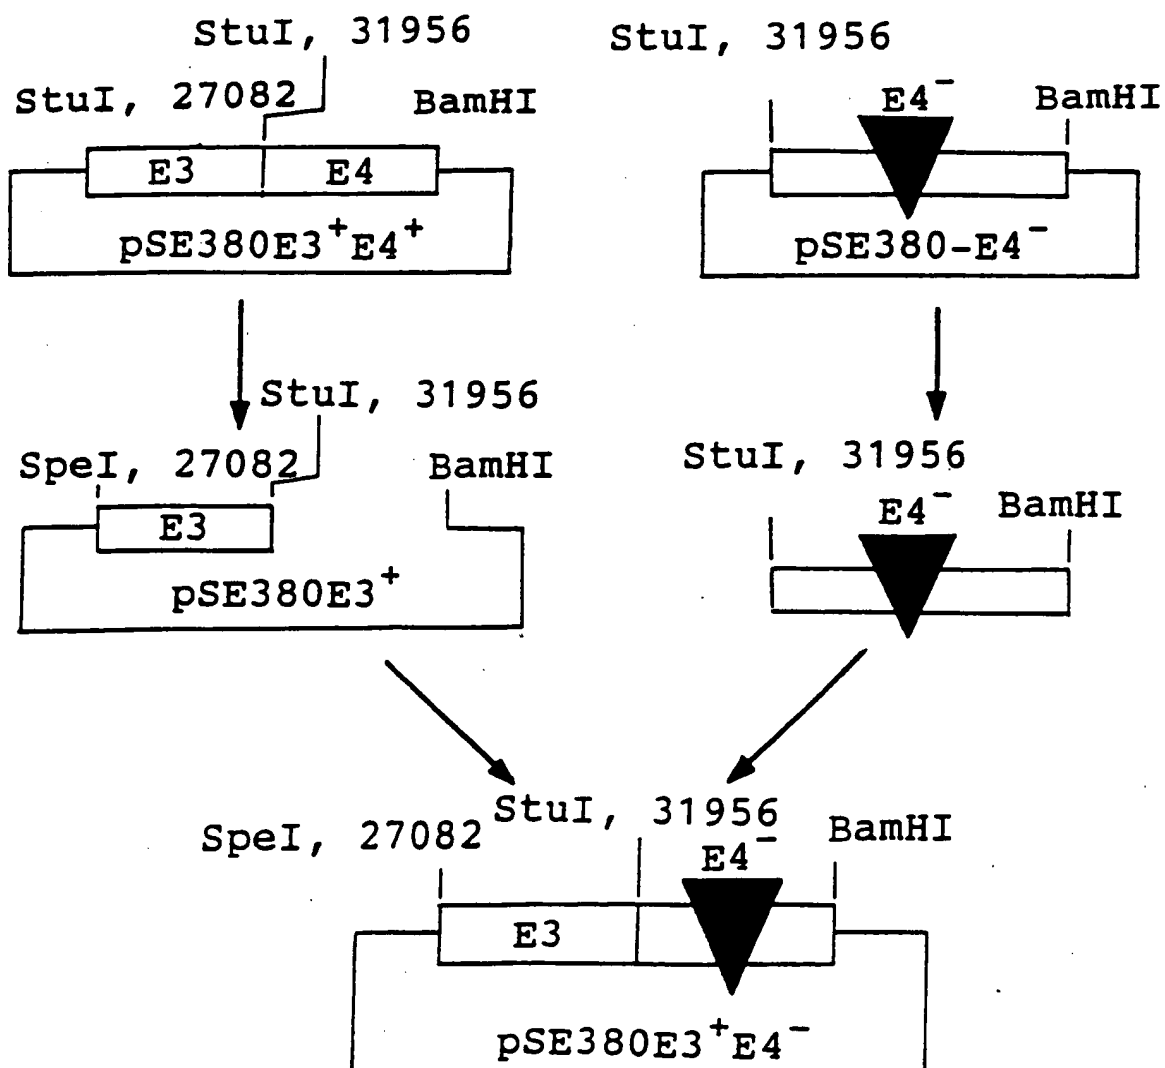 StuI, 31956
StuI, 27082
BamHI
E3
E4
pSE380E3⁺E4⁺
StuI, 31956
E4⁻
BamHI
pSE380-E4⁻
StuI, 31956
SpeI, 27082
BamHI
E3
pSE380E3⁺
StuI, 31956
E4⁻
BamHI
StuI, 31956
SpeI, 27082
E4⁻
BamHI
E3
pSE380E3⁺E4⁻